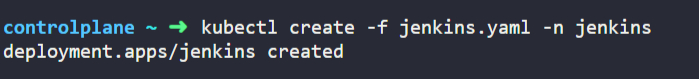 controlplane ~ ➜ kubectl create -f jenkins.yaml -n jenkins
deployment.apps/jenkins created